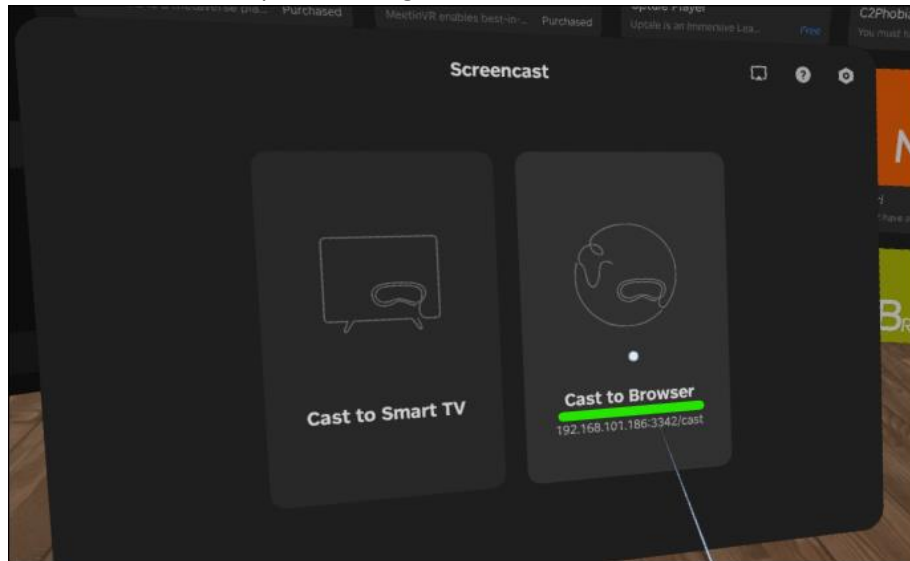 Purchased
MeetinVR enables best-in-...
Purchased
Uptale Player
Uptale is an Immersive Lea...
Free
C2Phobia
You must h
Screencast
Cast to Smart TV
Cast to Browser
192.168.101.186:3342/cast